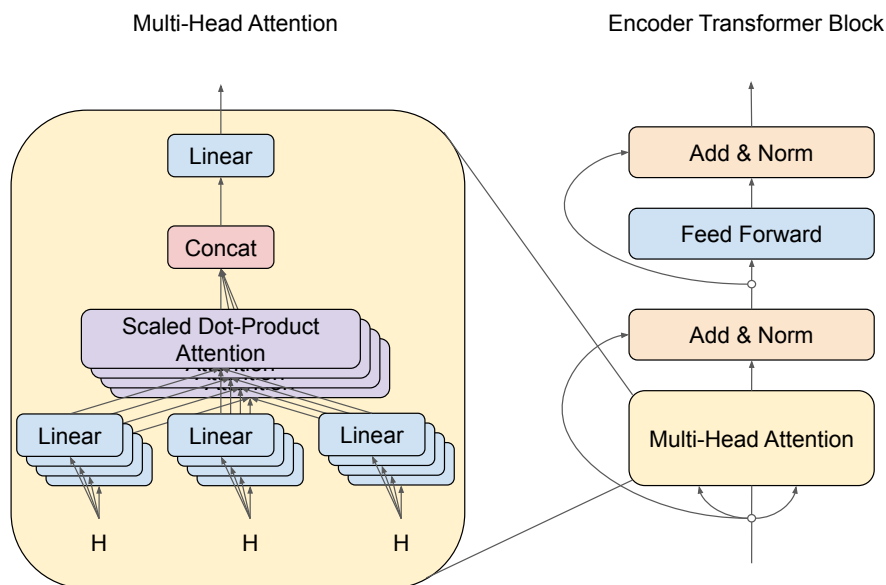 Multi-Head Attention
Encoder Transformer Block
Linear
Concat
Scaled Dot-Product
Attention
Linear
Linear
Linear
H
H
H
Add & Norm
Feed Forward
Add & Norm
Multi-Head Attention